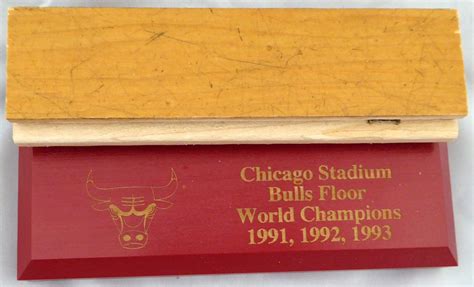 Chicago Stadium
Bulls Floor
World Champions
1991, 1992, 1993